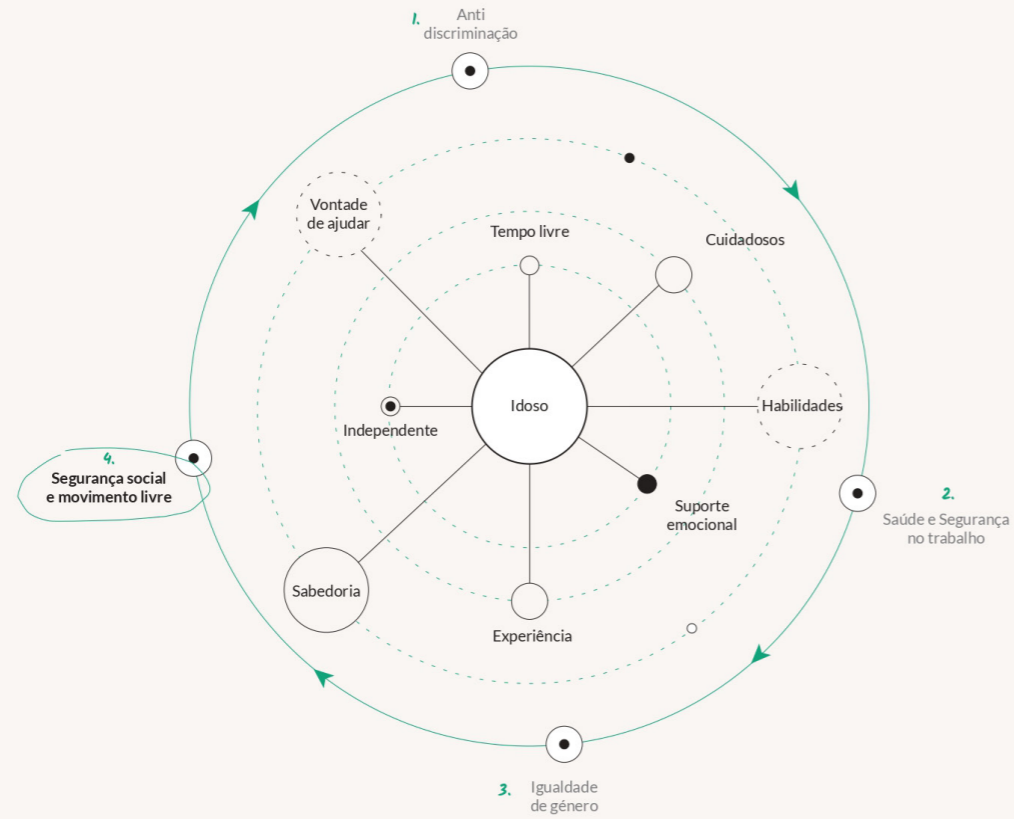 1.
Anti
discriminação
Vontade
de ajudar
Tempo livre
Cuidadosos
Idoso
Habilidades
Independente
4.
Segurança social
e movimento livre
2.
Saúde e Segurança
no trabalho
Suporte
emocional
Sabedoria
Experiência
3.
Igualdade
de género